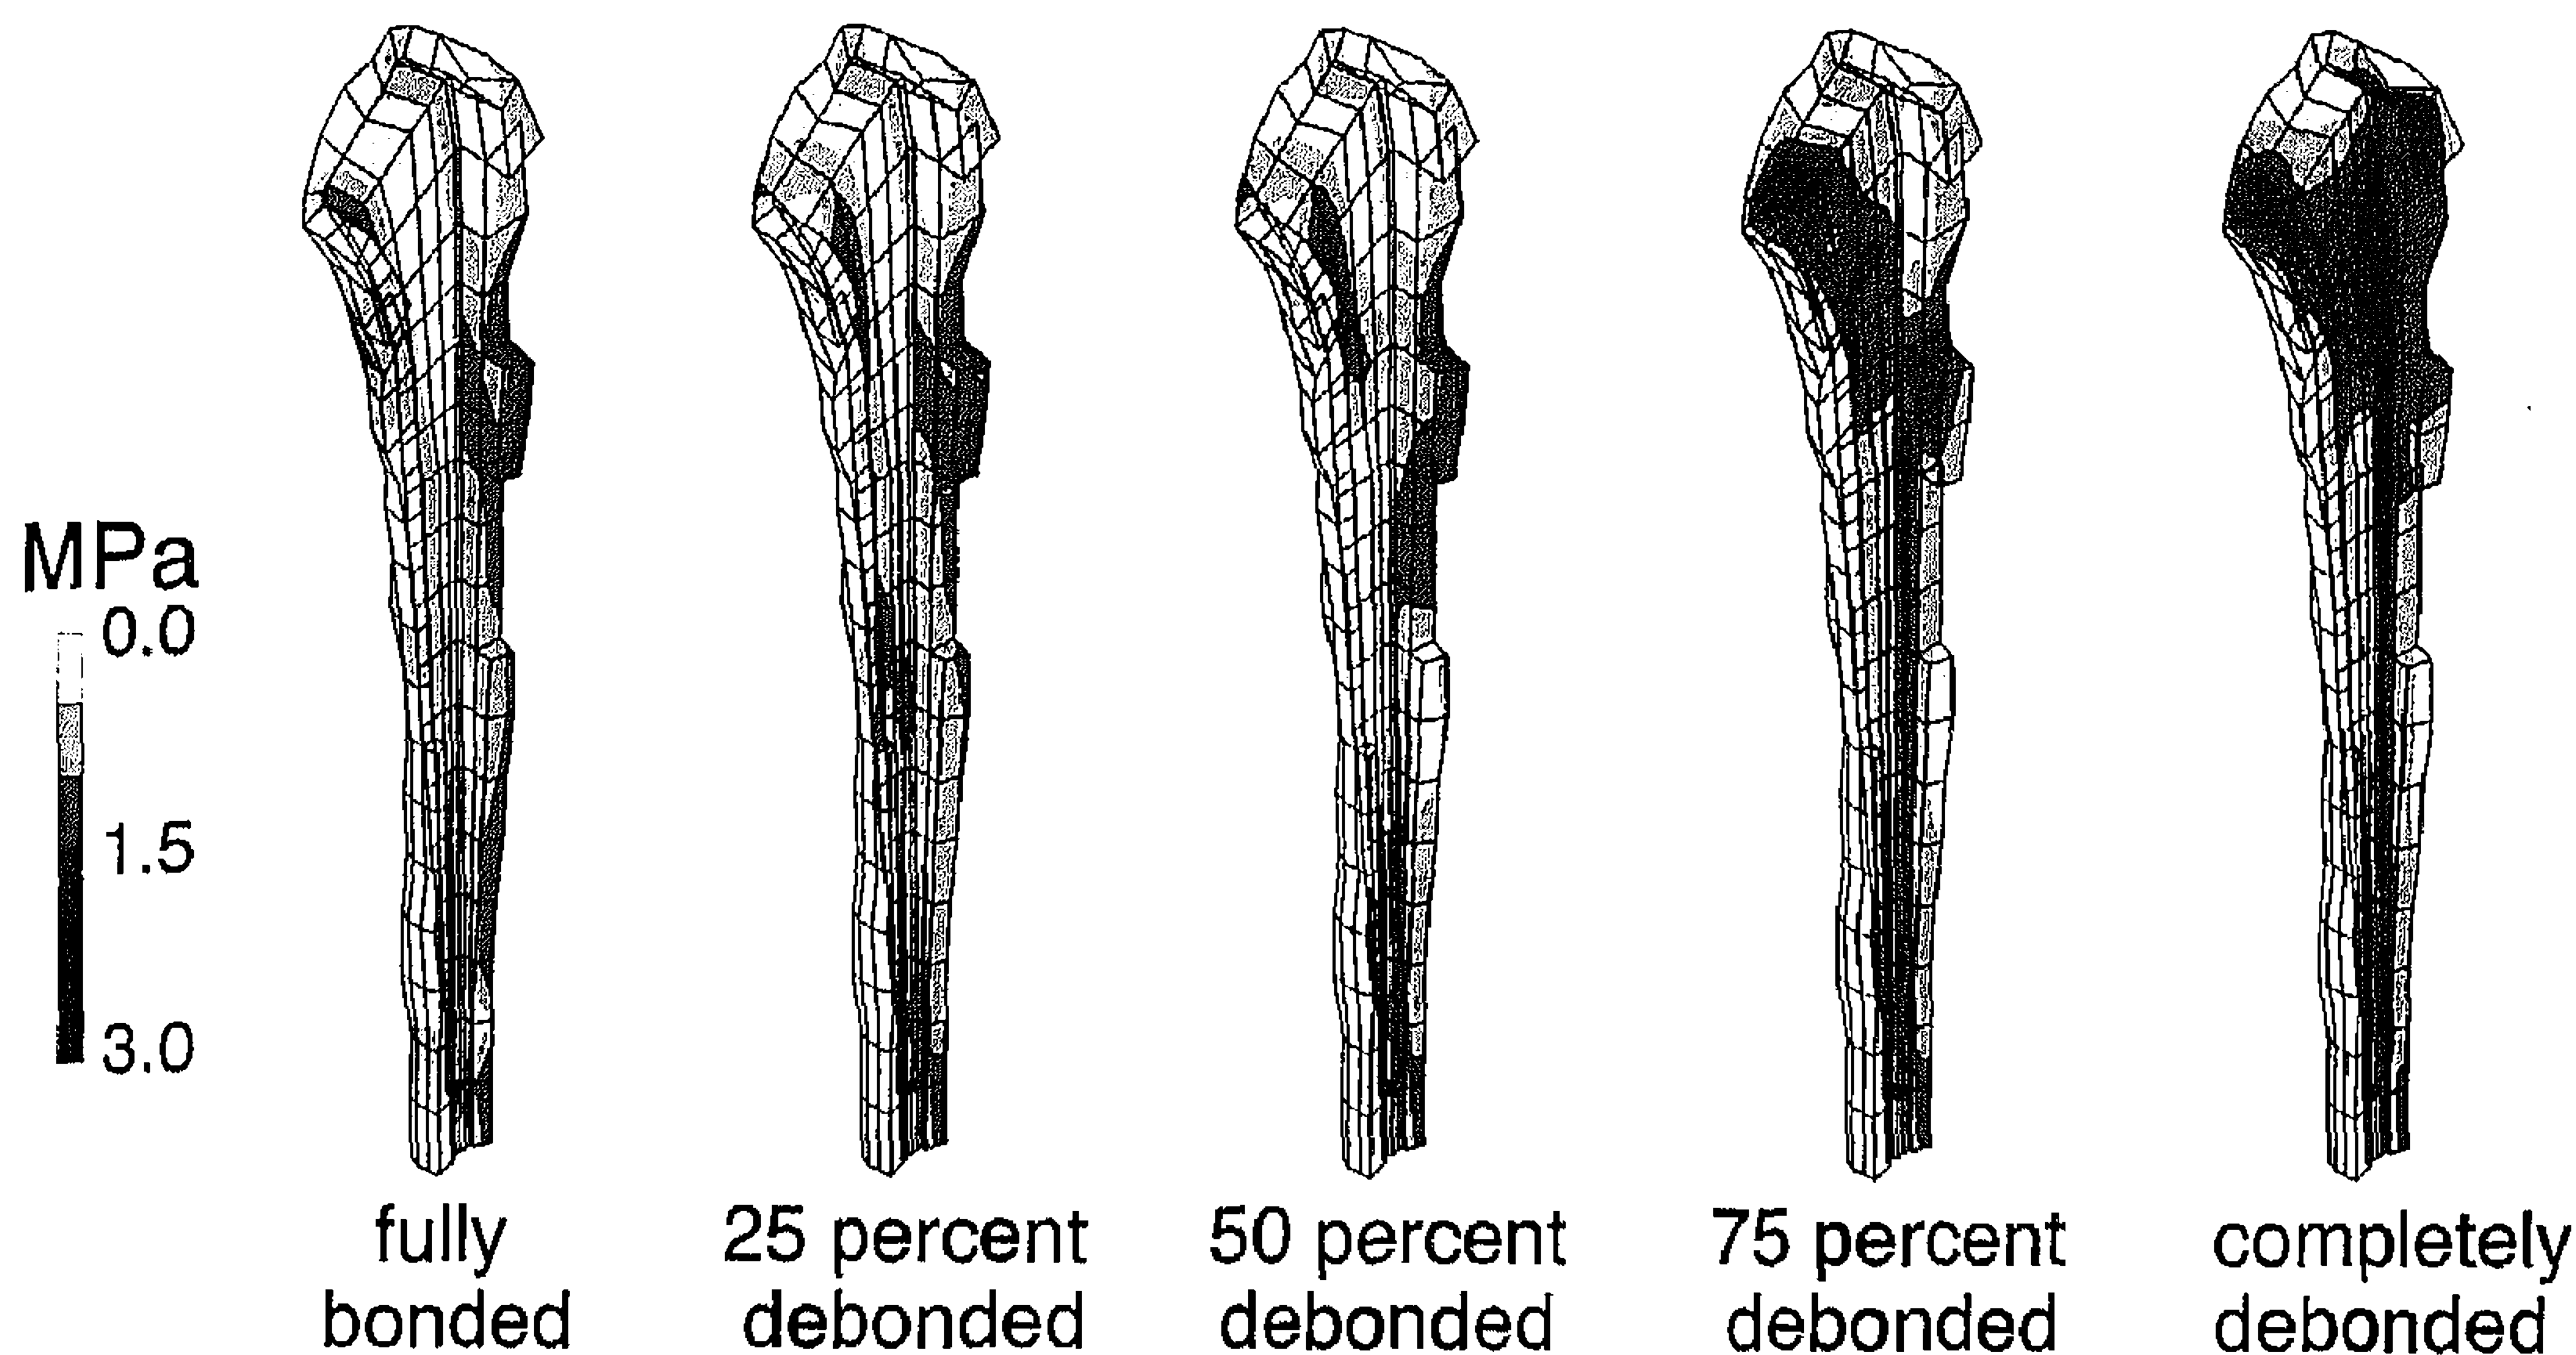 MPa
0.0
1.5
3.0
fully
bonded
25 percent
debonded
50 percent
debonded
75 percent
debonded
completely
debonded